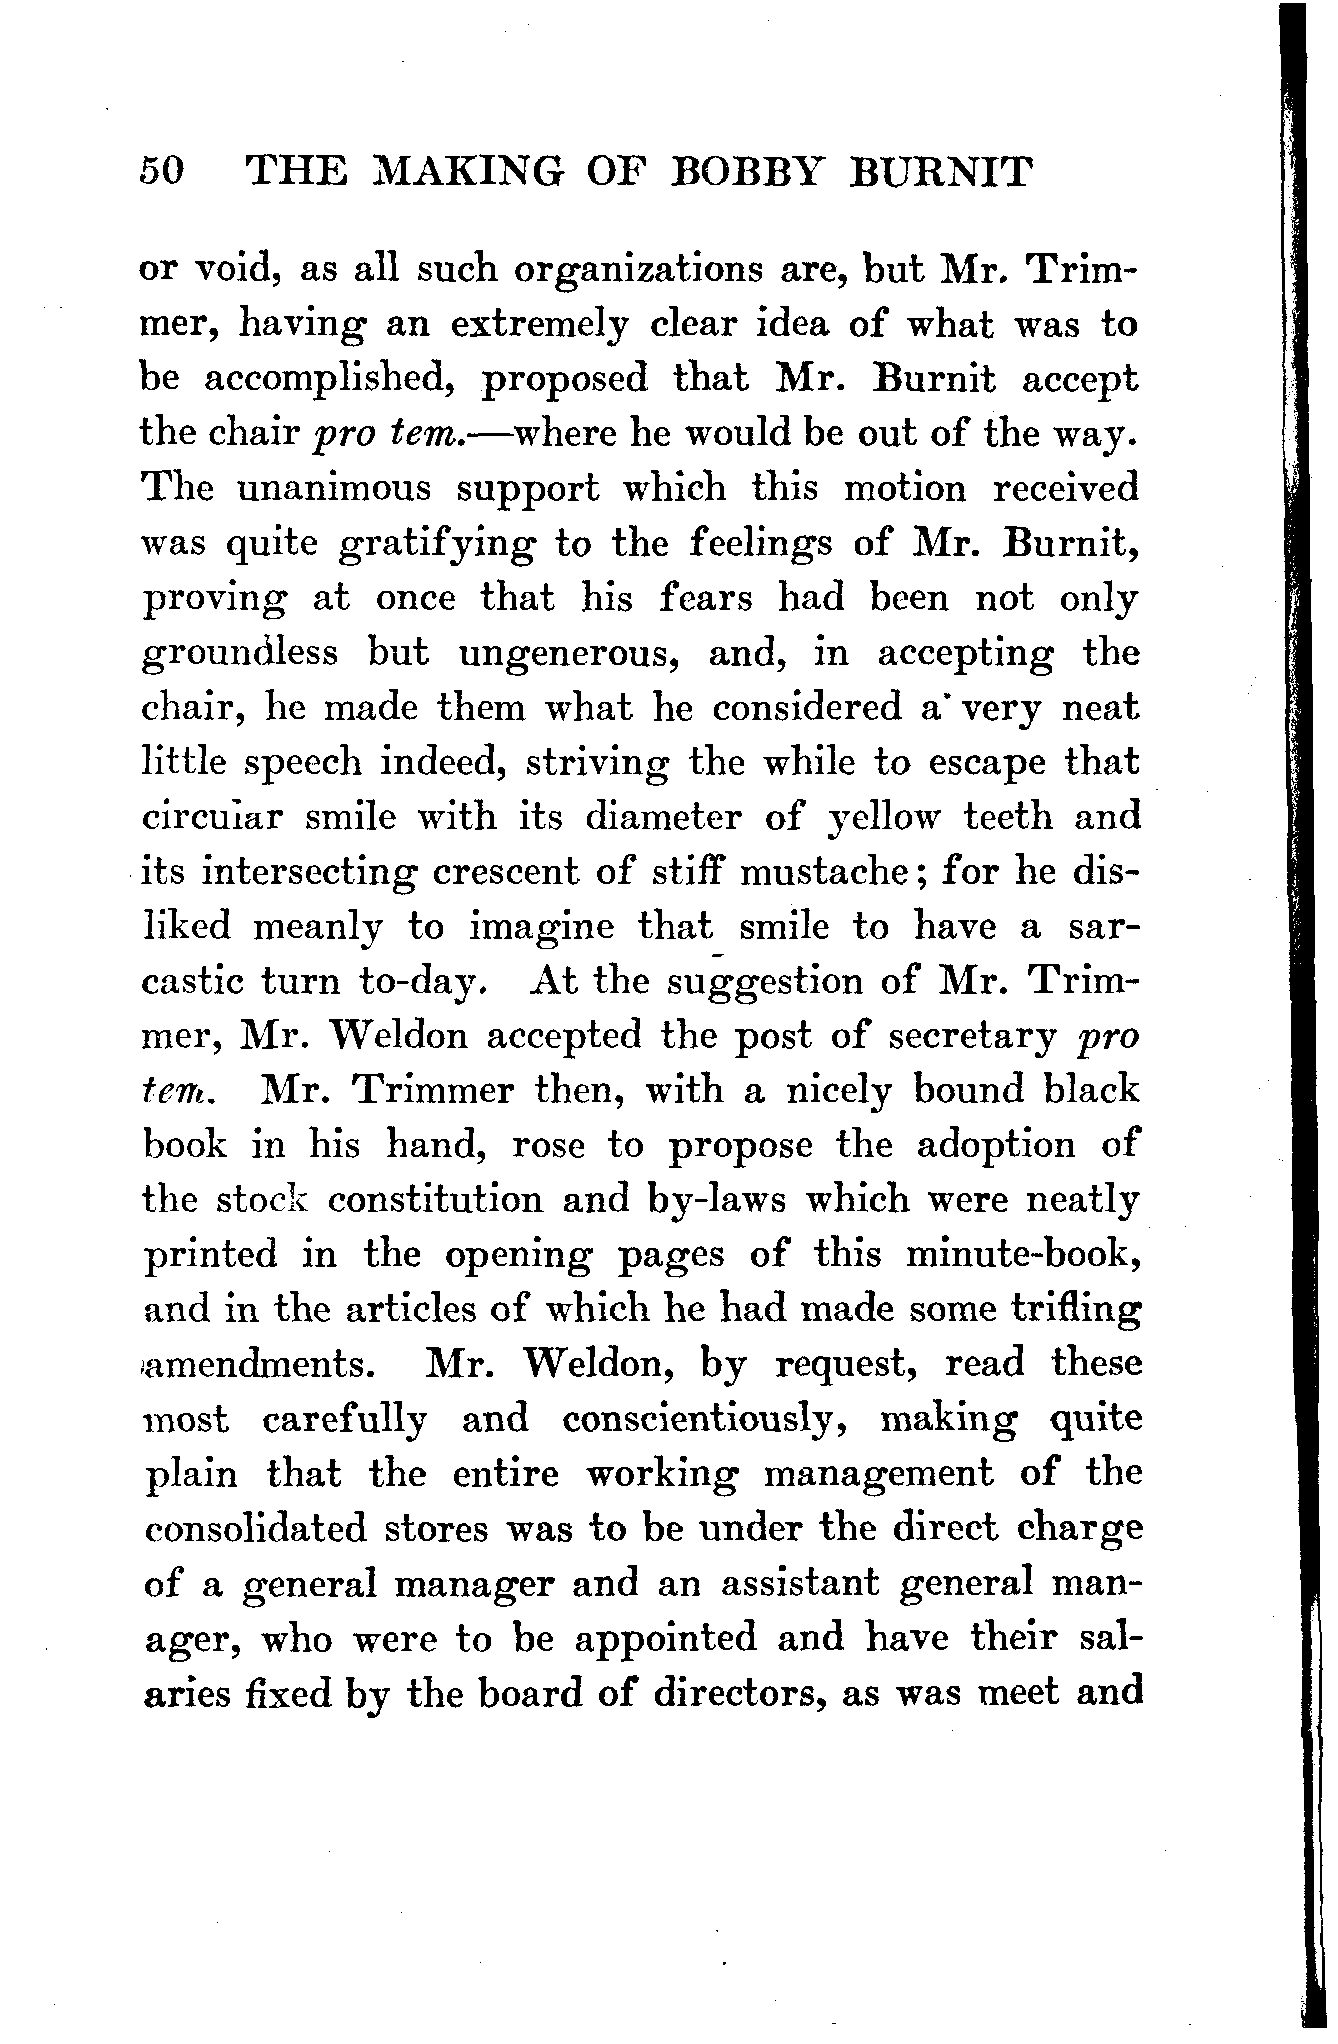 50 THE MAKING OF BOBBY BURNIT
or void, as all such organizations are, but Mr. Trim-
mer, having an extremely clear idea of what was to
be accomplished, proposed that Mr. Burnit accept
the chair pro tem.—where he would be out of the way.
The unanimous support which this motion received
was quite gratifying to the feelings of Mr. Burnit,
proving at once that his fears had been not only
groundless but ungenerous, and, in accepting the
chair, he made them what he considered a very neat
little speech indeed, striving the while to escape that
circular smile with its diameter of yellow teeth and
its intersecting crescent of stiff mustache; for he dis-
liked meanly to imagine that smile to have a sar-
castic turn to-day. At the suggestion of Mr. Trim-
mer, Mr. Weldon accepted the post of secretary pro
tem. Mr. Trimmer then, with a nicely bound black
book in his hand, rose to propose the adoption of
the stock constitution and by-laws which were neatly
printed in the opening pages of this minute-book,
and in the articles of which he had made some trifling
amendments. Mr. Weldon, by request, read these
most carefully and conscientiously, making quite
plain that the entire working management of the
consolidated stores was to be under the direct charge
of a general manager and an assistant general man-
ager, who were to be appointed and have their sal-
aries fixed by the board of directors, as was meet and